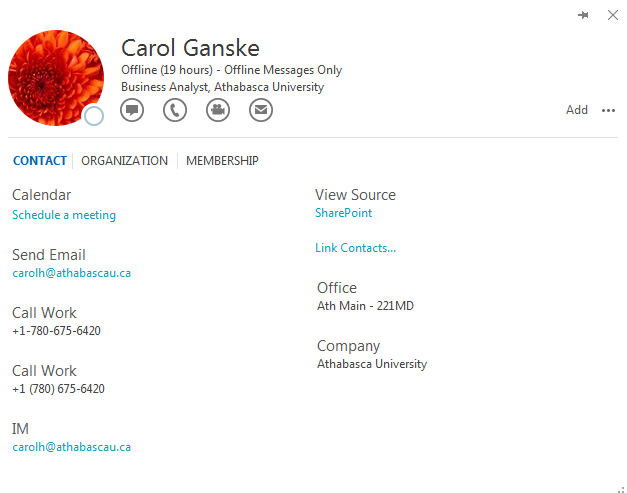 Carol Ganske
Offline (19 hours) - Offline Messages Only
Business Analyst, Athabasca University
Add
CONTACT
ORGANIZATION
MEMBERSHIP
Calendar
Schedule a meeting
Send Email
carolh@athabascau.ca
Call Work
+1-780-675-6420
Call Work
+1 (780) 675-6420
IM
carolh@athabascau.ca
View Source
SharePoint
Link Contacts...
Office
Ath Main - 221MD
Company
Athabasca University